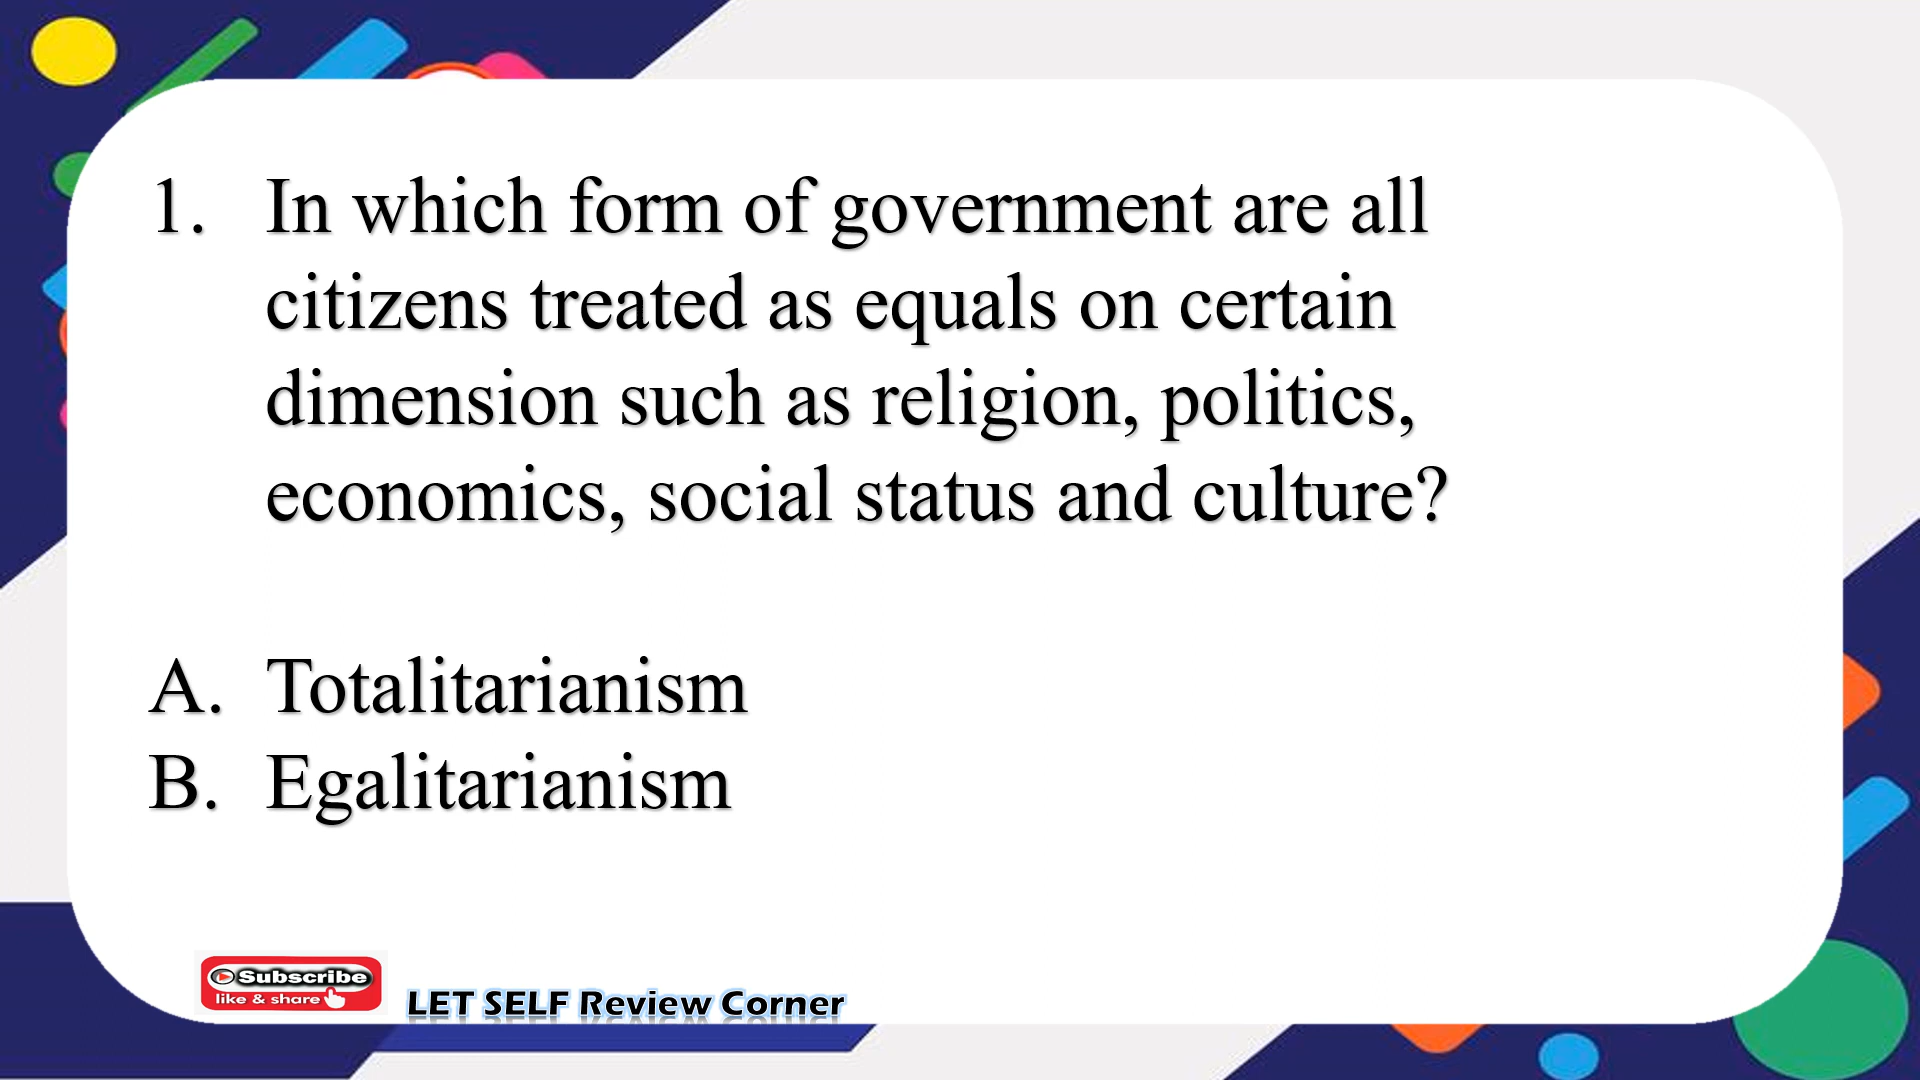 1. In which form of government are all
citizens treated as equals on certain
dimension such as religion, politics,
economics, social status and culture?
A. Totalitarianism
B. Egalitarianism
Subscribe
like & share
LET SELF Review Corner